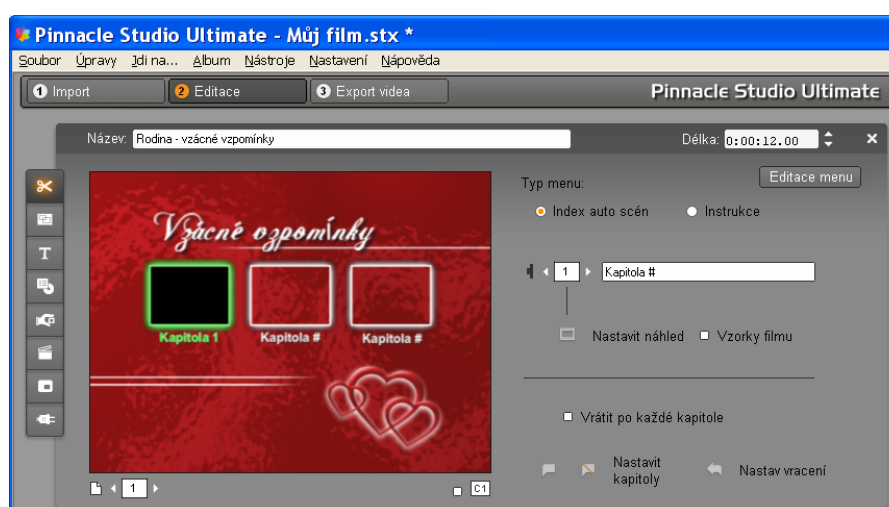 Pinnacle Studio Ultimate - Můj film.stx *
Soubor Úpravy Jdi na... Album Nástroje Nastavení Nápověda
1 Import 2 Editace 3 Export videa Pinnacle Studio Ultimate
Název: Rodina - vzácné vzpomínky Délka: 0:00:12.00
Typ menu: Editace menu
Index auto scén Instrukce
Vzácné vzpomínky
1 Kapitola #
Kapitola 1 Kapitola # Kapitola #
Nastavit náhled Vzorky filmu
Vrátit po každé kapitole
Nastavit kapitoly Nastav vracení
1 C1